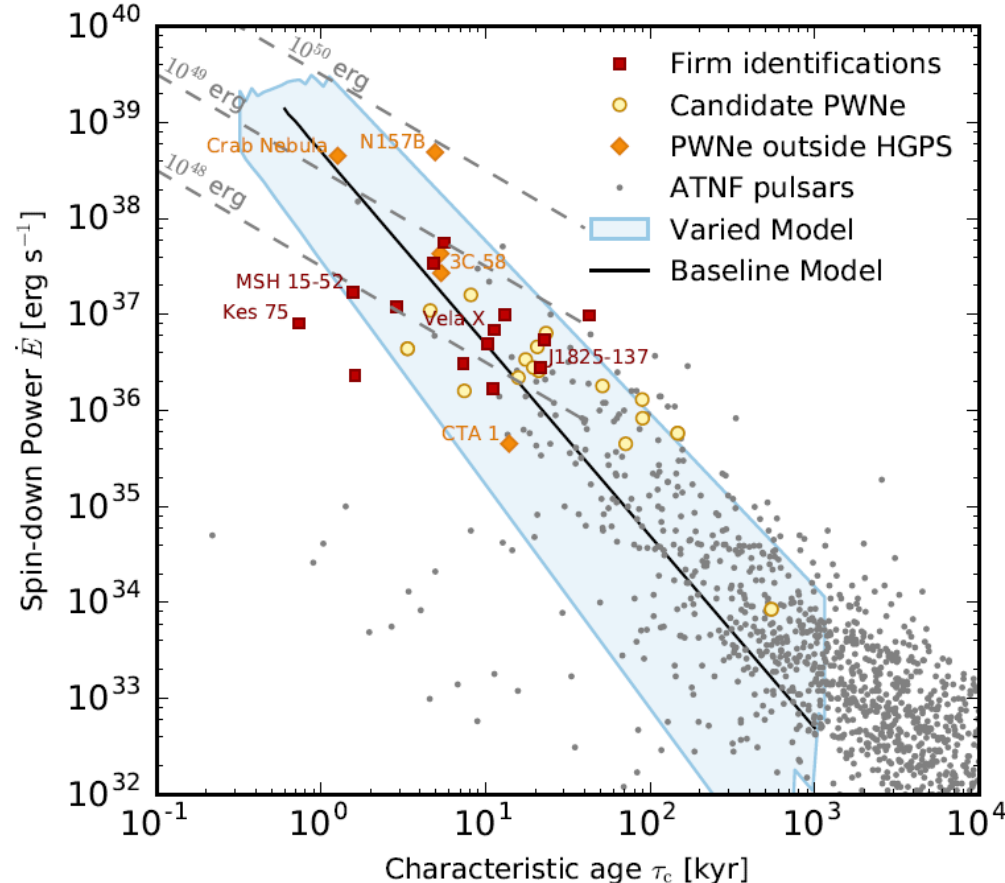 10^40
10^39
10^38
10^37
10^36
10^35
10^34
10^33
10^32
Spin-down Power Ė [erg s⁻¹]
10^50 erg
10^49 erg
10^48 erg
Firm identifications
Candidate PWNe
PWNe outside HGPS
ATNF pulsars
Varied Model
Baseline Model
Crab Nebula
N157B
3C 58
MSH 15-52
Kes 75
Vela X
J1825-137
CTA 1
10^-1
10^0
10^1
10^2
10^3
10^4
Characteristic age τ_c [kyr]